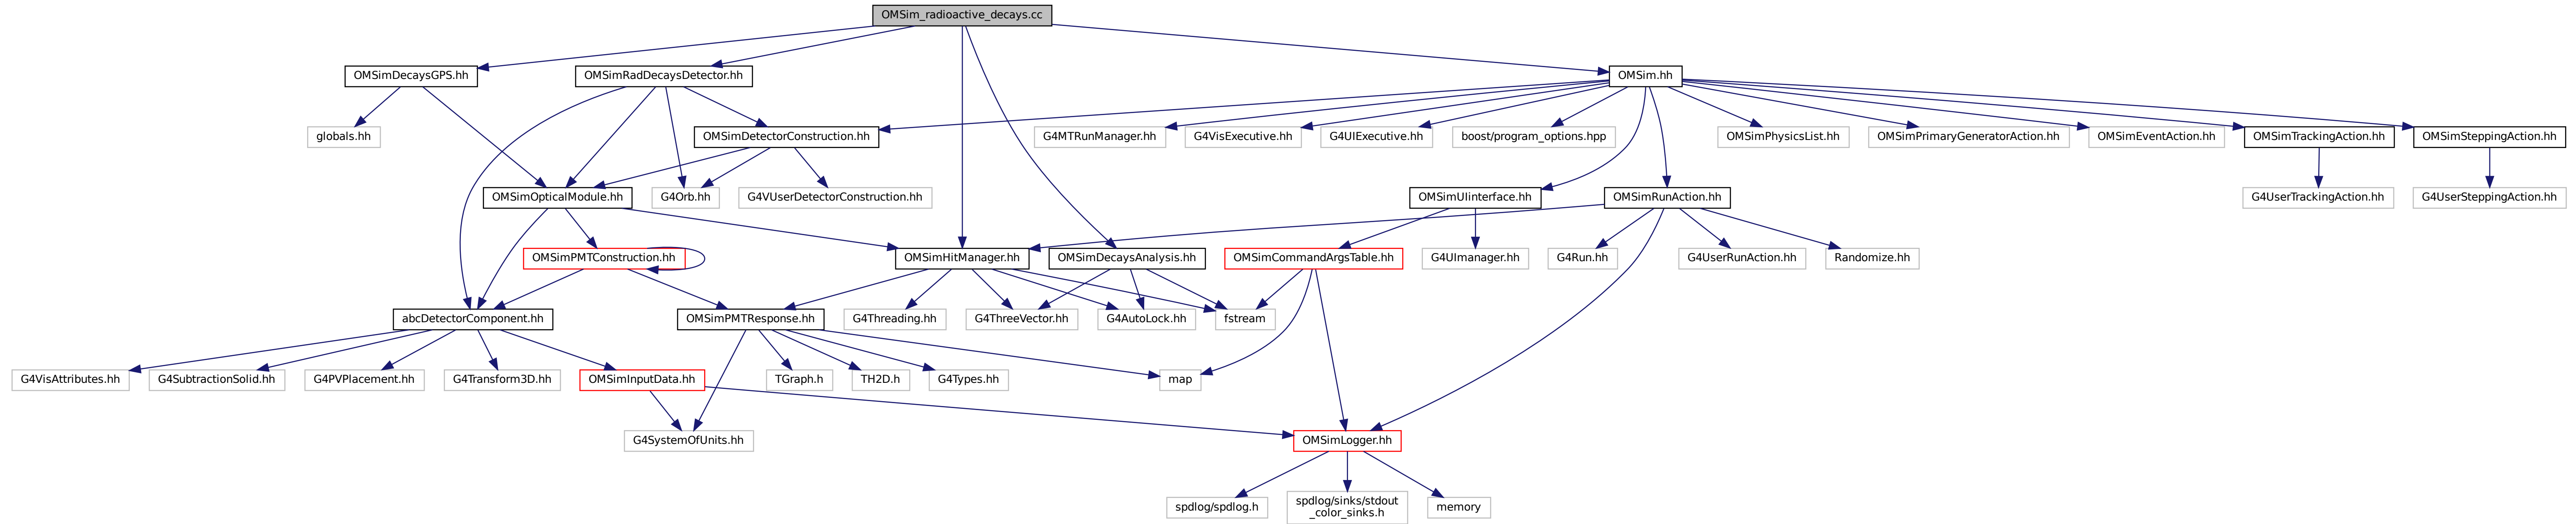 OMSim_radioactive_decays.cc
OMSimDecaysGPS.hh
OMSimRadDecaysDetector.hh
OMSim.hh
globals.hh
OMSimDetectorConstruction.hh
G4MTRunManager.hh
G4VisExecutive.hh
G4UIExecutive.hh
boost/program_options.hpp
OMSimPhysicsList.hh
OMSimPrimaryGeneratorAction.hh
OMSimEventAction.hh
OMSimTrackingAction.hh
OMSimSteppingAction.hh
OMSimOpticalModule.hh
G4Orb.hh
G4VUserDetectorConstruction.hh
OMSimUIinterface.hh
OMSimRunAction.hh
G4UserTrackingAction.hh
G4UserSteppingAction.hh
OMSimPMTConstruction.hh
OMSimHitManager.hh
OMSimDecaysAnalysis.hh
OMSimCommandArgsTable.hh
G4UImanager.hh
G4Run.hh
G4UserRunAction.hh
Randomize.hh
abcDetectorComponent.hh
OMSimPMTResponse.hh
G4Threading.hh
G4ThreeVector.hh
G4AutoLock.hh
fstream
G4VisAttributes.hh
G4SubtractionSolid.hh
G4PVPlacement.hh
G4Transform3D.hh
OMSimInputData.hh
TGraph.h
TH2D.h
G4Types.hh
map
G4SystemOfUnits.hh
OMSimLogger.hh
spdlog/spdlog.h
spdlog/sinks/stdout
_color_sinks.h
memory